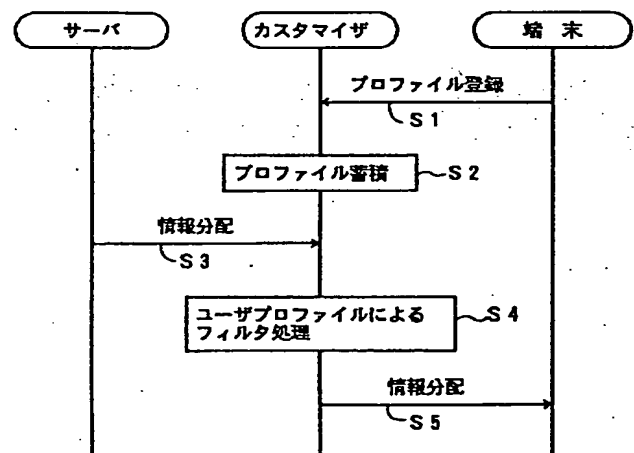 サーバ
カスタマイザ
端 末
プロファイル登録
S1
プロファイル蓄積
S2
情報分配
S3
ユーザプロファイルによる
フィルタ処理
S4
情報分配
S5